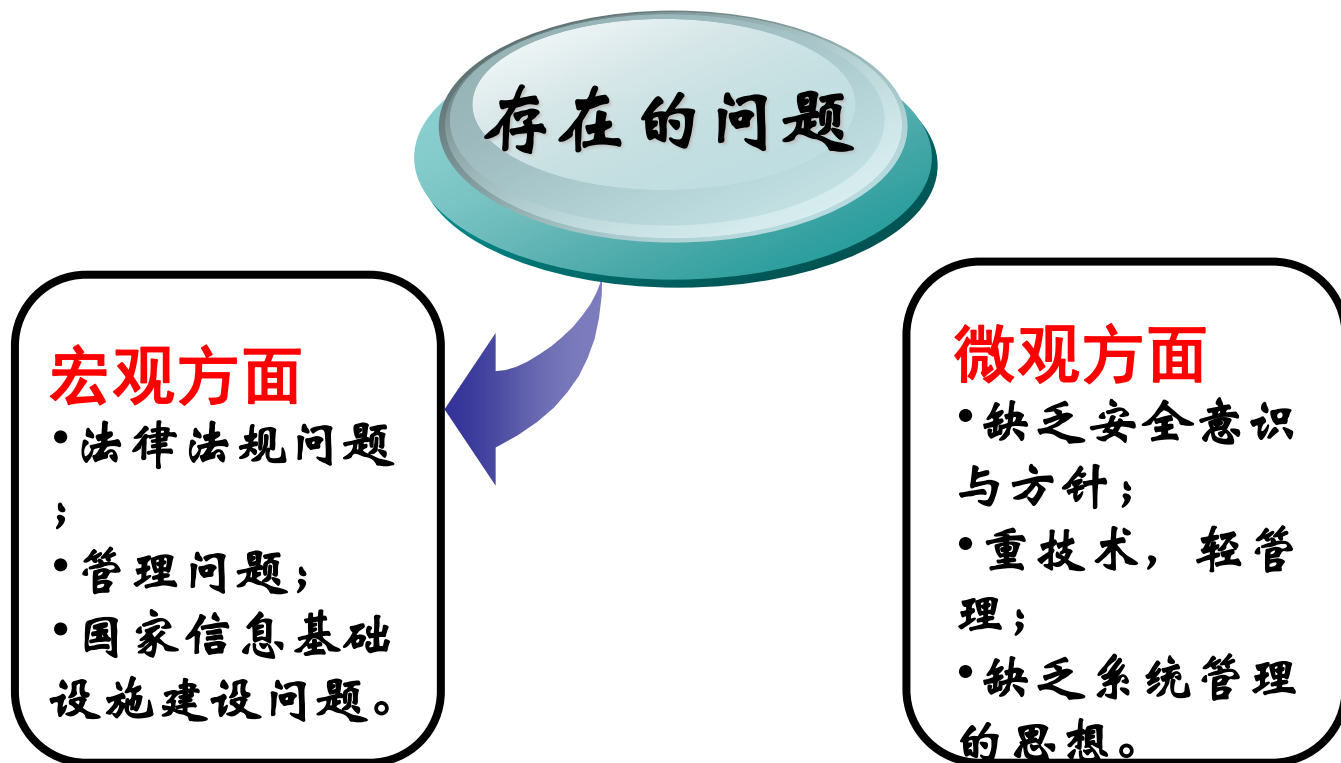 存在的问题
宏观方面
•法律法规问题
;
•管理问题;
•国家信息基础
设施建设问题。
微观方面
•缺乏安全意识
与方针;
•重技术，轻管
理;
•缺乏系统管理
的思想。